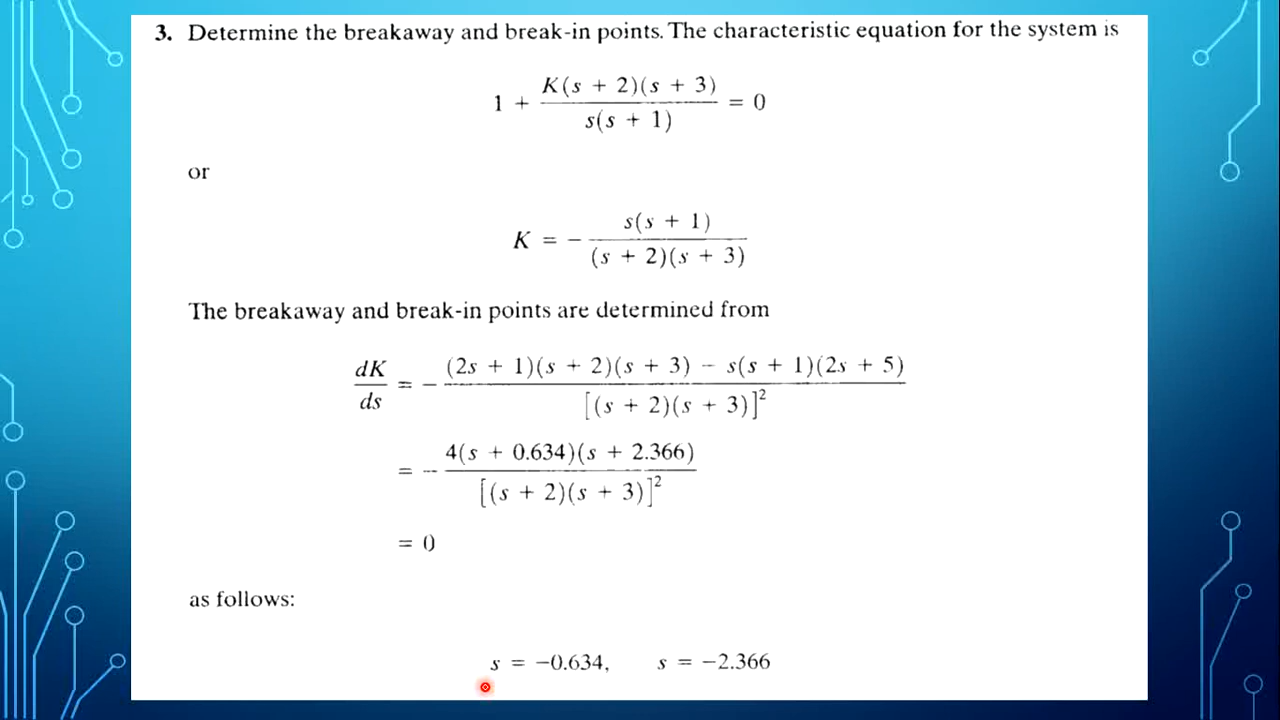 3. Determine the breakaway and break-in points. The characteristic equation for the system is
1 + K(s + 2)(s + 3) / s(s + 1) = 0
or
K = − s(s + 1) / (s + 2)(s + 3)
The breakaway and break-in points are determined from
dK/ds = − (2s + 1)(s + 2)(s + 3) − s(s + 1)(2s + 5) / [(s + 2)(s + 3)]²
= − 4(s + 0.634)(s + 2.366) / [(s + 2)(s + 3)]²
= 0
as follows:
s = −0.634, s = −2.366